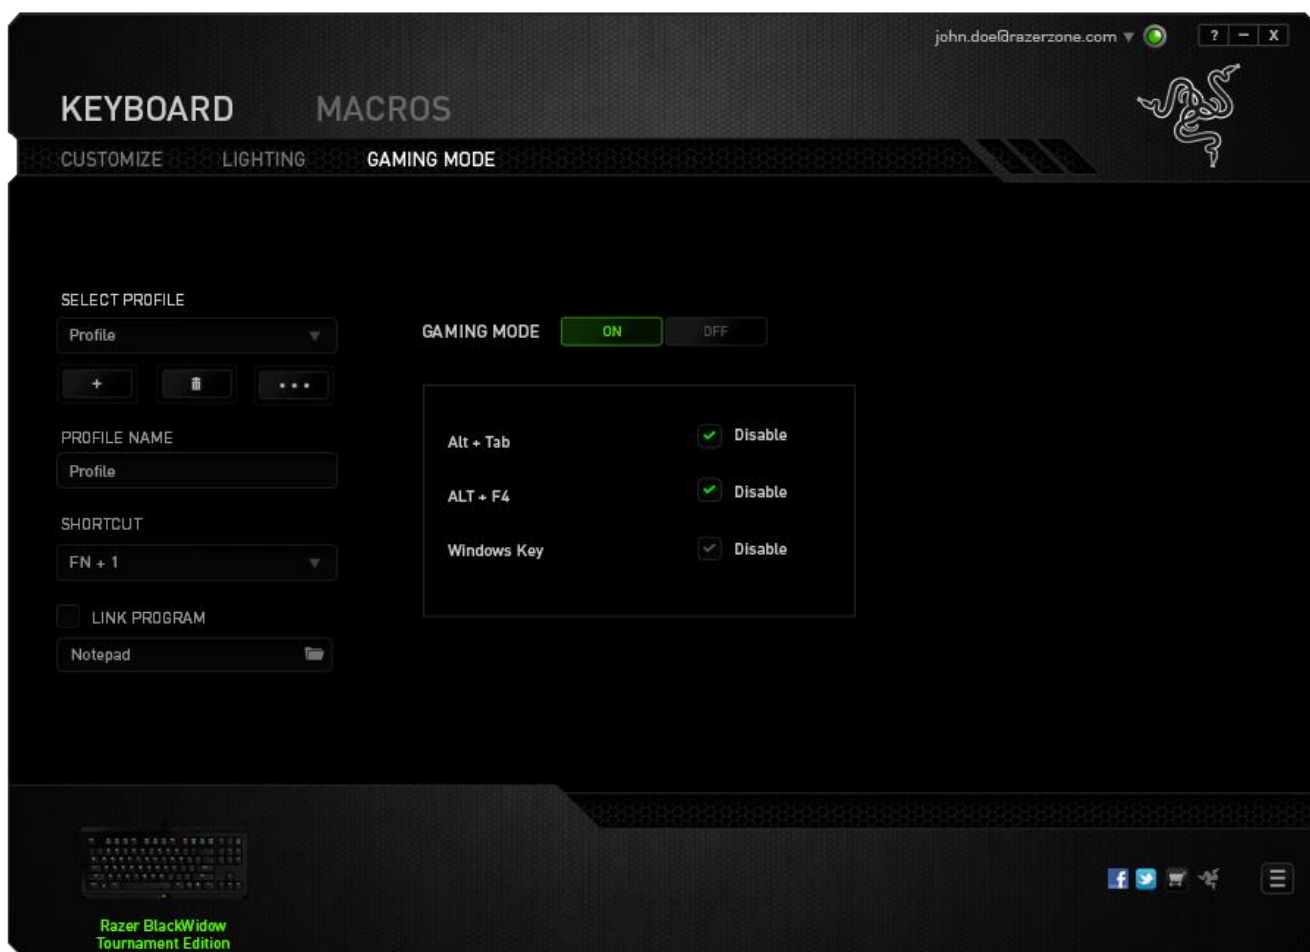 john.doe@razerzone.com
? – X
KEYBOARD MACROS
CUSTOMIZE LIGHTING GAMING MODE
SELECT PROFILE
Profile
GAMING MODE ON OFF
+
PROFILE NAME
Profile
Alt + Tab Disable
ALT + F4 Disable
SHORTCUT
FN + 1
Windows Key Disable
LINK PROGRAM
Notepad
Razer BlackWidow
Tournament Edition